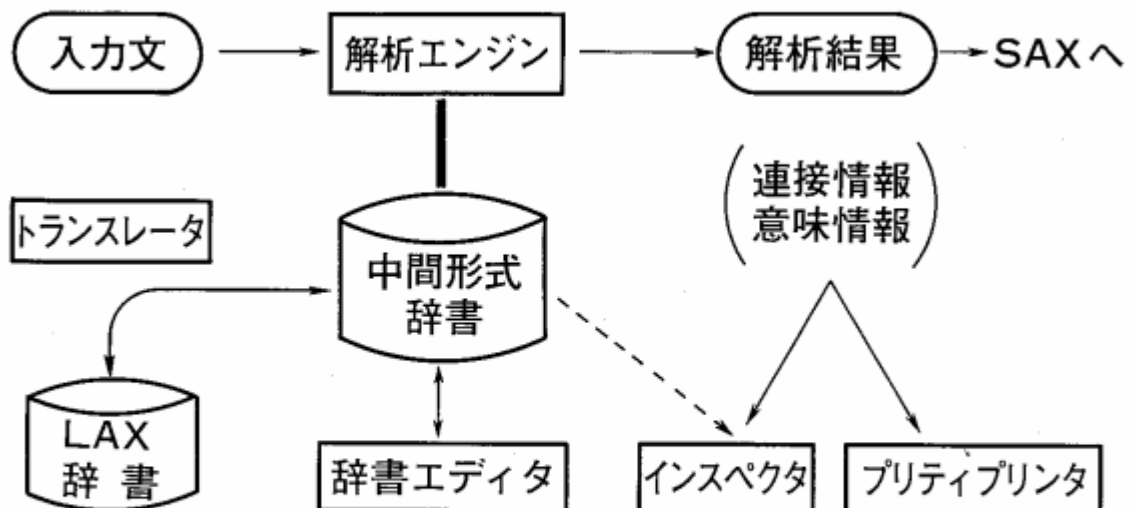 入力文
解析エンジン
解析結果
SAXへ
連接情報
意味情報
トランスレータ
中間形式
辞書
LAX
辞書
辞書エディタ
インスペクタ
プリティプリンタ